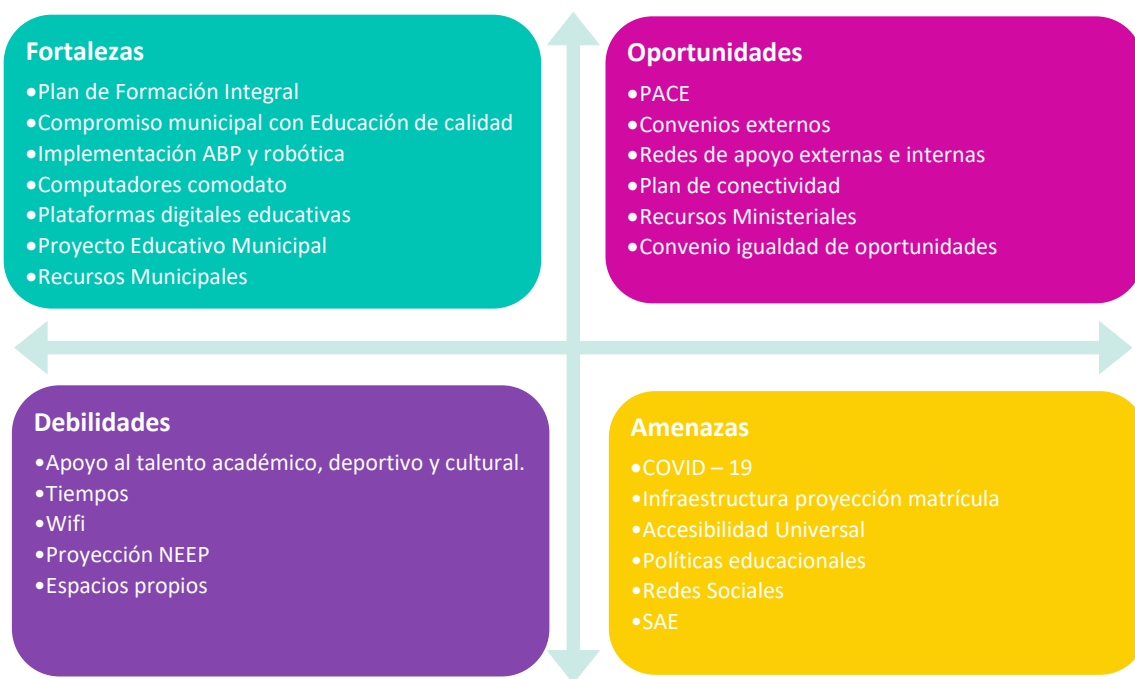 Fortalezas
•Plan de Formación Integral
•Compromiso municipal con Educación de calidad
•Implementación ABP y robótica
•Computadores comodato
•Plataformas digitales educativas
•Proyecto Educativo Municipal
•Recursos Municipales
Oportunidades
•PACE
•Convenios externos
•Redes de apoyo externas e internas
•Plan de conectividad
•Recursos Ministeriales
•Convenio igualdad de oportunidades
Debilidades
•Apoyo al talento académico, deportivo y cultural.
•Tiempos
•Wifi
•Proyección NEEP
•Espacios propios
Amenazas
•COVID – 19
•Infraestructura proyección matrícula
•Accesibilidad Universal
•Políticas educacionales
•Redes Sociales
•SAE